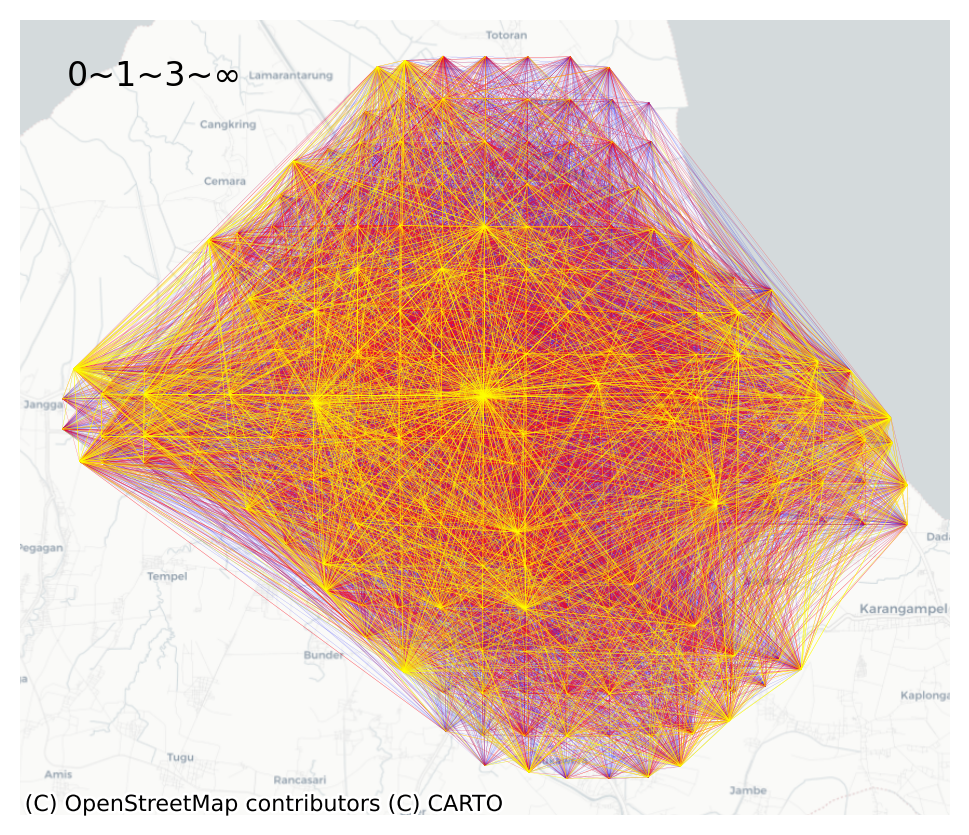 Totoran
0~1~3~∞
Lamarantarung
Cangkring
Cemara
Jangga
Dada
Pegagan
Tempel
Karangampel
Bunder
Kaplonga
Tugu
Amis
Rancasari
Jambe
(C) OpenStreetMap contributors (C) CARTO